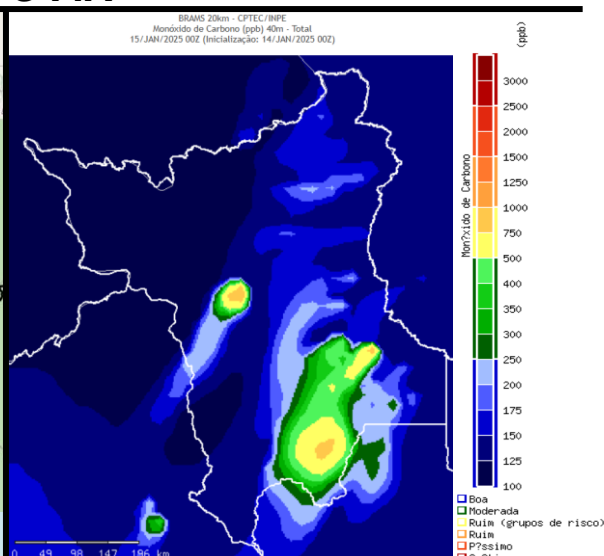 BRAMS 20km - CPTEC/INPE
Monóxido de Carbono (ppb) 40m - Total
15/JAN/2025 00Z (Inicialização: 14/JAN/2025 00Z)
(ppb)
Mon?xido de Carbono
3000
2500
2000
1500
1250
1000
750
500
400
350
300
250
200
175
150
125
100
Boa
Moderada
Ruim (grupos de risco)
Ruim
P?ssimo
0 49 98 147 186 km